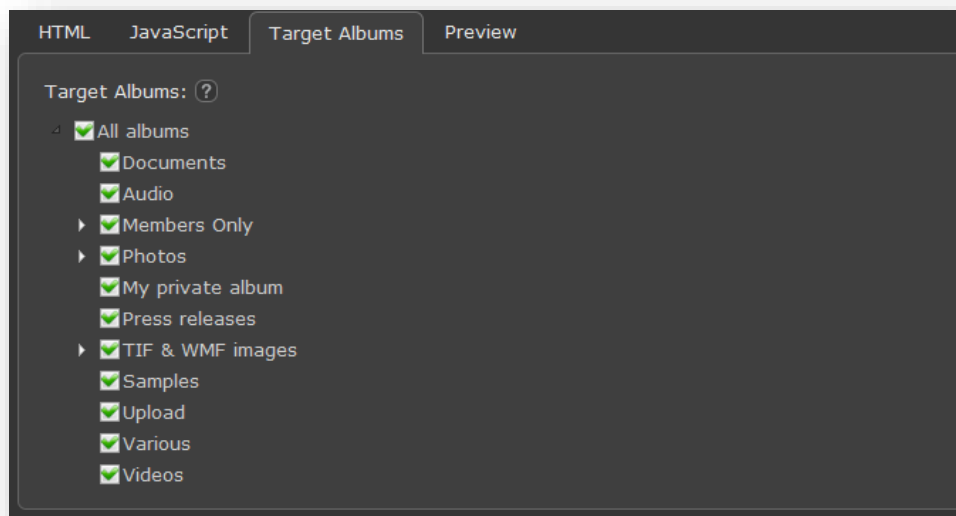 HTML JavaScript Target Albums Preview
Target Albums: ?
All albums
Documents
Audio
Members Only
Photos
My private album
Press releases
TIF & WMF images
Samples
Upload
Various
Videos